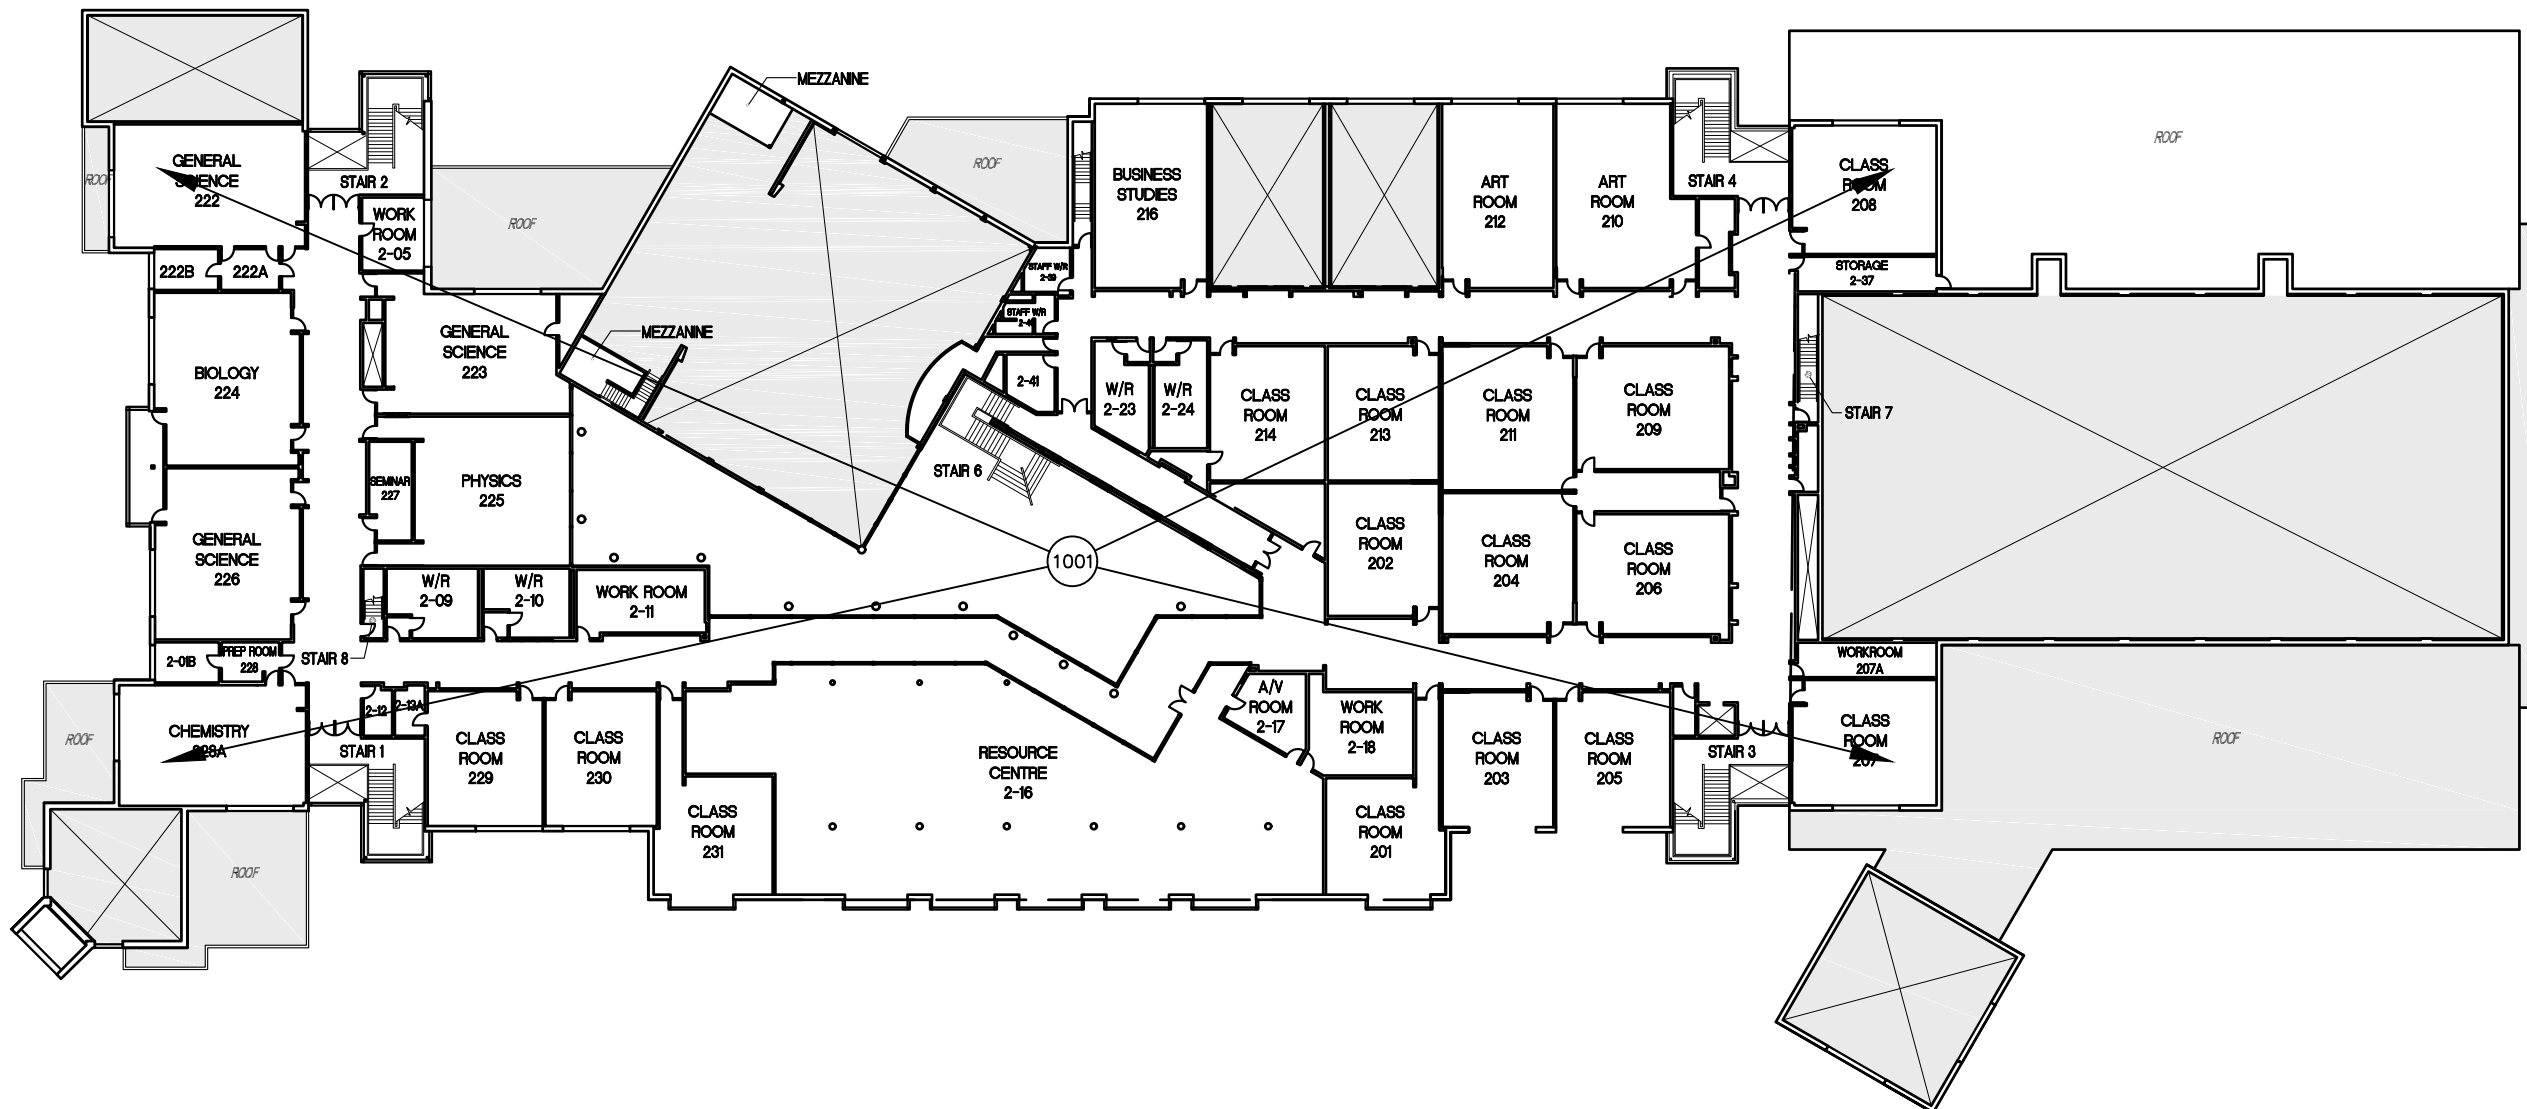 MEZZANINE
ROOF
ROOF
GENERAL
SCIENCE
222
STAIR 2
CLASS
ROOM
208
BUSINESS
STUDIES
216
ART
ROOM
212
ART
ROOM
210
STAIR 4
ROOF
WORK
ROOM
2-05
ROOF
222B
222A
STAFF W/R
2-39
STORAGE
2-37
STAFF W/R
GENERAL
SCIENCE
223
MEZZANINE
BIOLOGY
224
2-41
W/R
2-23
W/R
2-24
CLASS
ROOM
214
CLASS
ROOM
213
CLASS
ROOM
211
CLASS
ROOM
209
STAIR 7
STAIR 6
SEMINAR
227
PHYSICS
225
GENERAL
SCIENCE
226
1001
CLASS
ROOM
202
CLASS
ROOM
204
CLASS
ROOM
206
W/R
2-09
W/R
2-10
WORK ROOM
2-11
STAIR 8
2-01B
PREP ROOM
228
WORKROOM
207A
CHEMISTRY
228A
ROOF
2-12
2-13A
STAIR 1
CLASS
ROOM
229
CLASS
ROOM
230
RESOURCE
CENTRE
2-16
A/V
ROOM
2-17
WORK
ROOM
2-18
CLASS
ROOM
203
CLASS
ROOM
205
STAIR 3
CLASS
ROOM
207
ROOF
CLASS
ROOM
231
CLASS
ROOM
201
ROOF